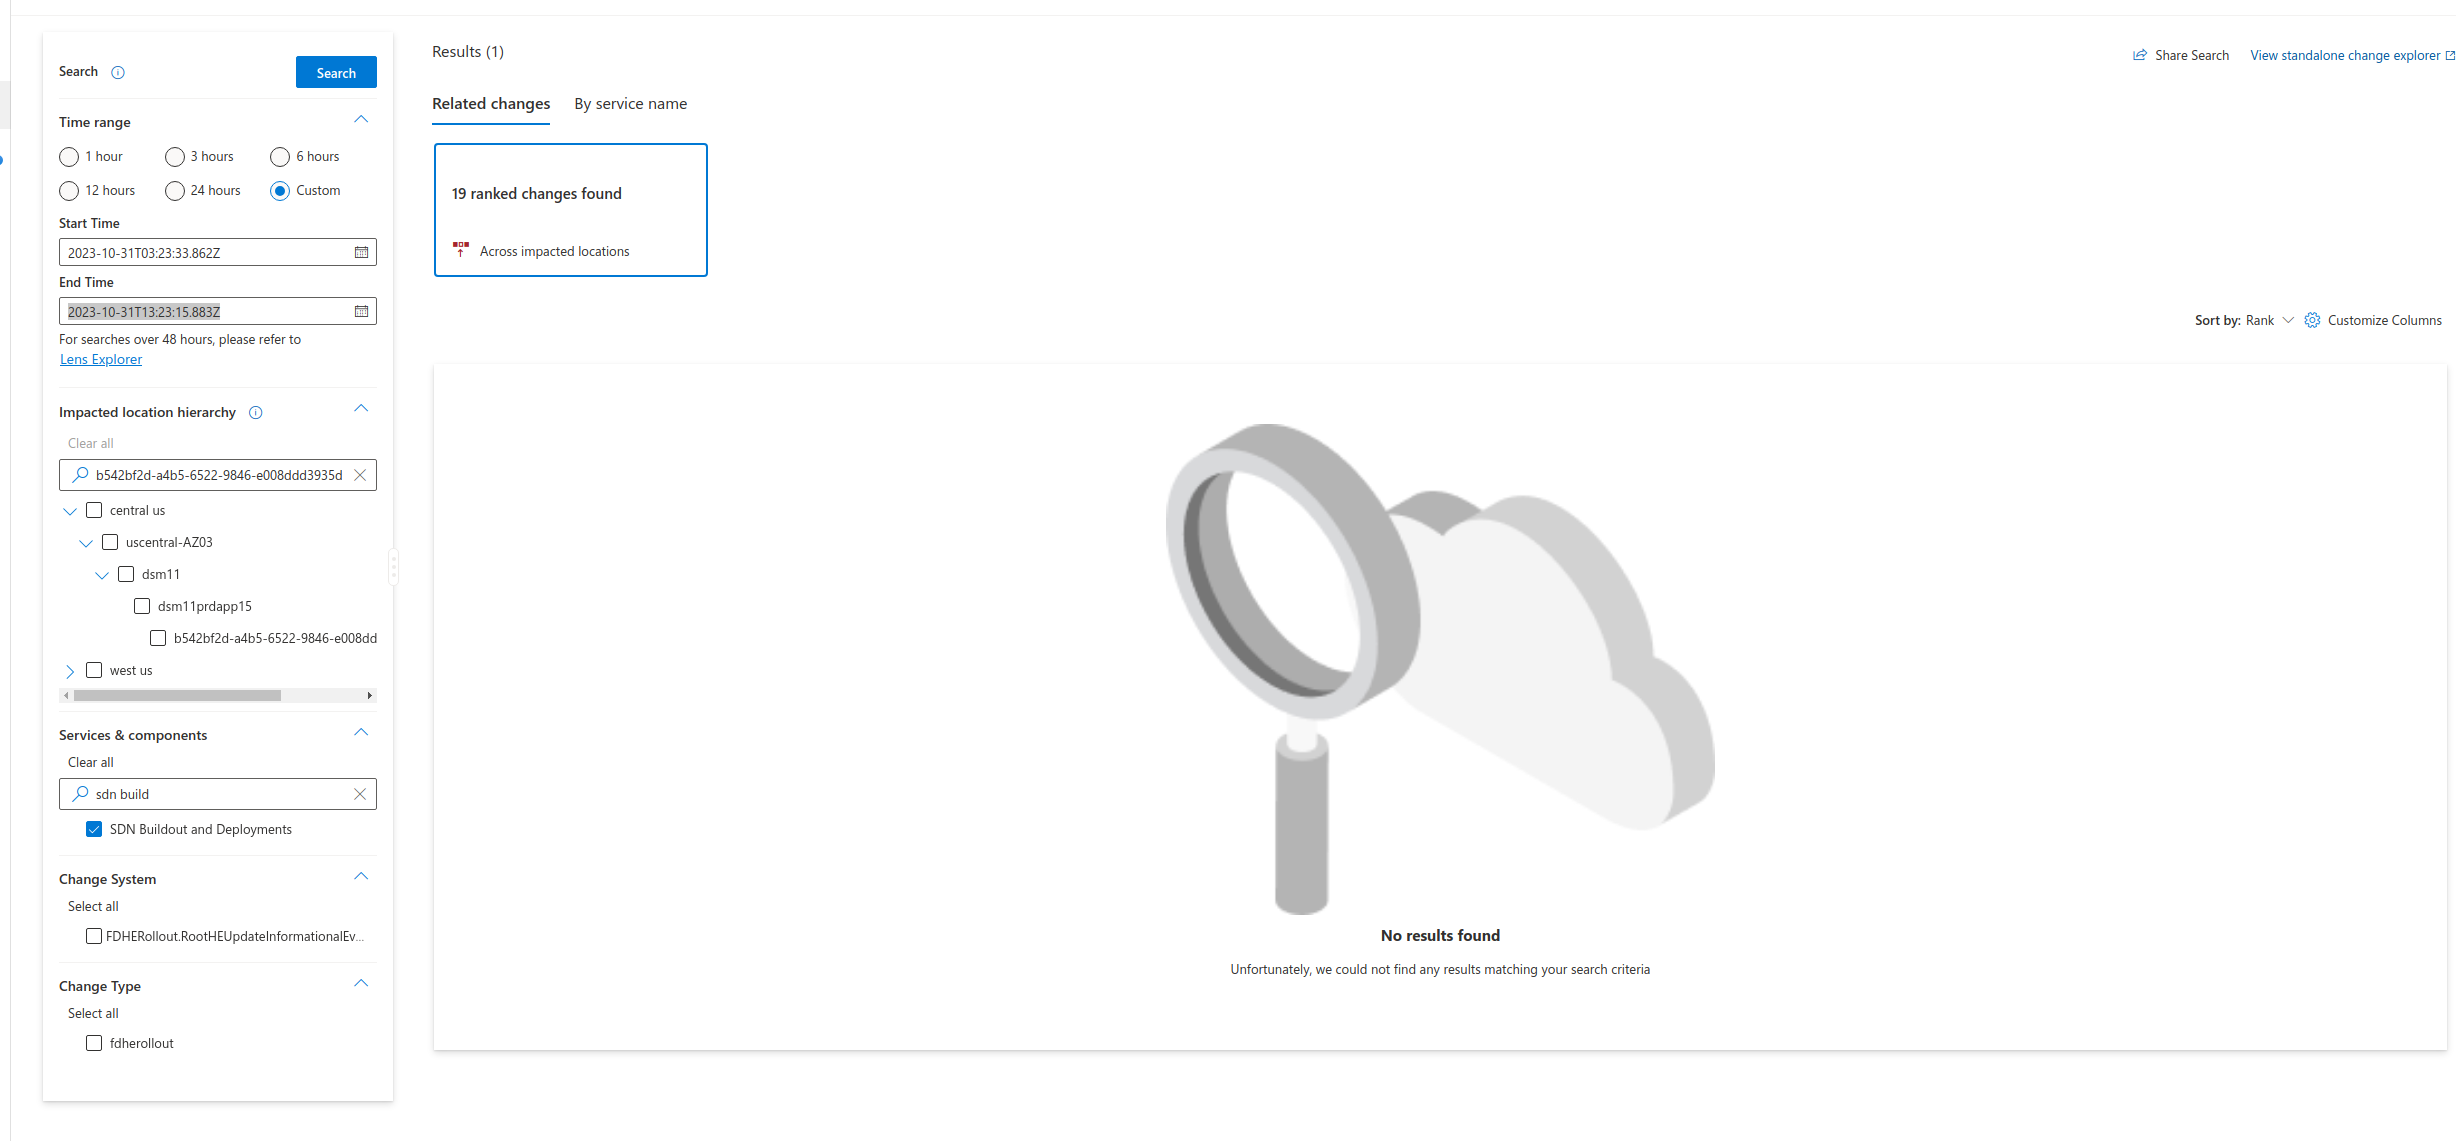 Search
Search
Time range
1 hour
3 hours
6 hours
12 hours
24 hours
Custom
Start Time
2023-10-31T03:23:33.862Z
End Time
2023-10-31T13:23:15.883Z
For searches over 48 hours, please refer to
Lens Explorer
Impacted location hierarchy
Clear all
b542bf2d-a4b5-6522-9846-e008ddd3935d
central us
uscentral-AZ03
dsm11
dsm11prdapp15
b542bf2d-a4b5-6522-9846-e008dd
west us
Services & components
Clear all
sdn build
SDN Buildout and Deployments
Change System
Select all
FDHERollout.RootHEUpdateInformationalEv...
Change Type
Select all
fdherollout
Results (1)
Share Search
View standalone change explorer
Related changes
By service name
19 ranked changes found
Across impacted locations
Sort by: Rank
Customize Columns
No results found
Unfortunately, we could not find any results matching your search criteria